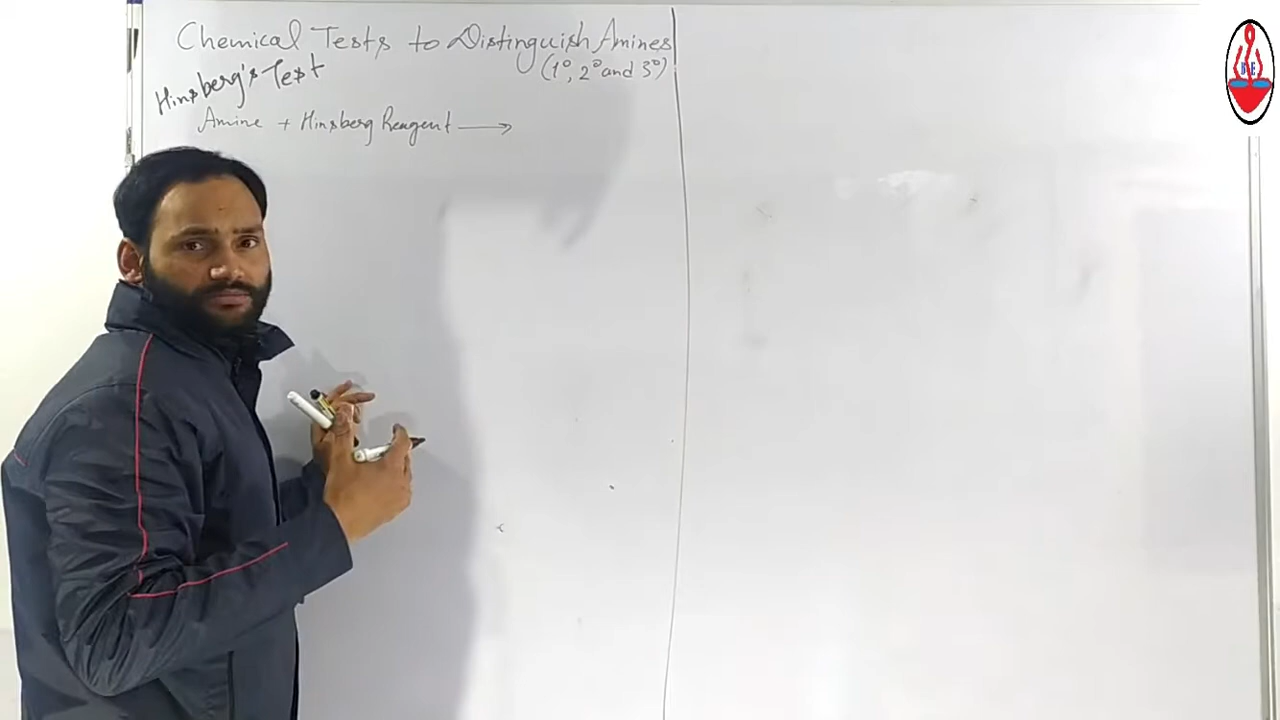 Chemical Tests to Distinguish Amines
(1°, 2° and 3°)
Hinsberg's Test
Amine + Hinsberg Reagent →